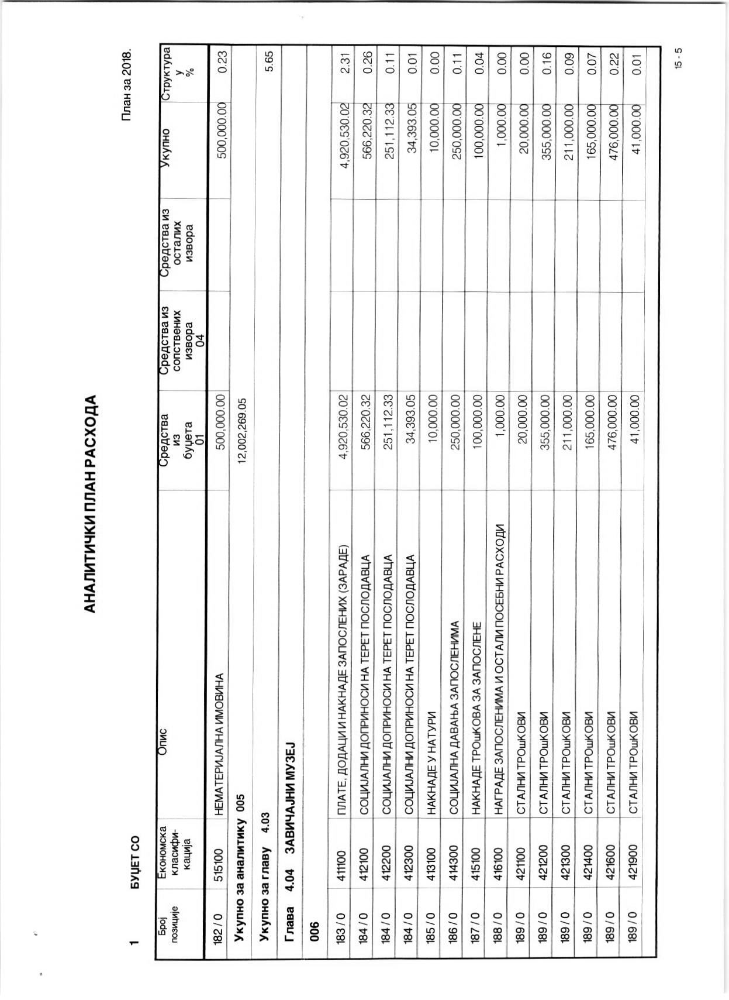 АНАЛИТИЧКИ ПЛАН РАСХОДА
План за 2018.
1 БУЏЕТ СО
Број позиције Економска класифи-кација Опис Средства из буџета 01 Средства из сопствених извора 04 Средства из осталих извора Укупно Структура у %
182 / 0 515100 НЕМАТЕРИЈАЛНА ИМОВИНА 500,000.00 500,000.00 0.23
Укупно за аналитику 005 12,002,269.05
Укупно за главу 4.03 5.65
Глава 4.04 ЗАВИЧАЈНИ МУЗЕЈ
006
183 / 0 411100 ПЛАТЕ, ДОДАЦИ И НАКНАДЕ ЗАПОСЛЕНИХ (ЗАРАДЕ) 4,920,530.02 4,920,530.02 2.31
184 / 0 412100 СОЦИЈАЛНИ ДОПРИНОСИ НА ТЕРЕТ ПОСЛОДАВЦА 566,220.32 566,220.32 0.26
184 / 0 412200 СОЦИЈАЛНИ ДОПРИНОСИ НА ТЕРЕТ ПОСЛОДАВЦА 251,112.33 251,112.33 0.11
184 / 0 412300 СОЦИЈАЛНИ ДОПРИНОСИ НА ТЕРЕТ ПОСЛОДАВЦА 34,393.05 34,393.05 0.01
185 / 0 413100 НАКНАДЕ У НАТУРИ 10,000.00 10,000.00 0.00
186 / 0 414300 СОЦИЈАЛНА ДАВАЊА ЗАПОСЛЕНИМА 250,000.00 250,000.00 0.11
187 / 0 415100 НАКНАДЕ ТРОшКОВА ЗА ЗАПОСЛЕНЕ 100,000.00 100,000.00 0.04
188 / 0 416100 НАГРАДЕ ЗАПОСЛЕНИМА И ОСТАЛИ ПОСЕБНИ РАСХОДИ 1,000.00 1,000.00 0.00
189 / 0 421100 СТАЛНИ ТРОшКОВИ 20,000.00 20,000.00 0.00
189 / 0 421200 СТАЛНИ ТРОшКОВИ 355,000.00 355,000.00 0.16
189 / 0 421300 СТАЛНИ ТРОшКОВИ 211,000.00 211,000.00 0.09
189 / 0 421400 СТАЛНИ ТРОшКОВИ 165,000.00 165,000.00 0.07
189 / 0 421600 СТАЛНИ ТРОшКОВИ 476,000.00 476,000.00 0.22
189 / 0 421900 СТАЛНИ ТРОшКОВИ 41,000.00 41,000.00 0.01
15 - 5